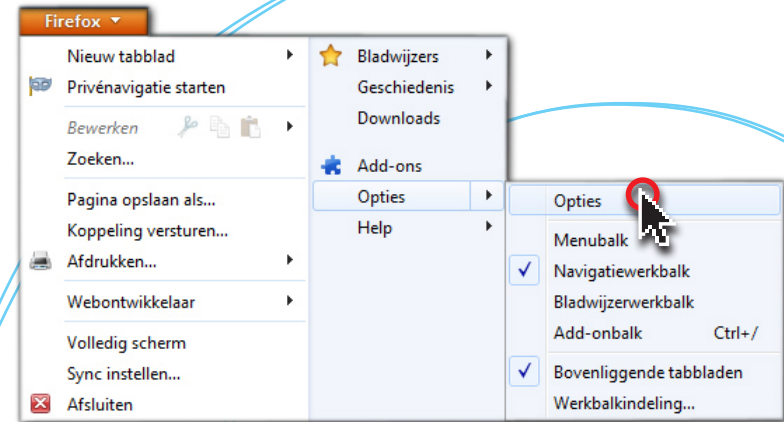 Firefox
Nieuw tabblad
Privénavigatie starten
Bewerken
Zoeken...
Pagina opslaan als...
Koppeling versturen...
Afdrukken...
Webontwikkelaar
Volledig scherm
Sync instellen...
Afsluiten
Bladwijzers
Geschiedenis
Downloads
Add-ons
Opties
Help
Opties
Menubalk
Navigatiewerkbalk
Bladwijzerwerkbalk
Add-onbalk Ctrl+/
Bovenliggende tabbladen
Werkbalkindeling...